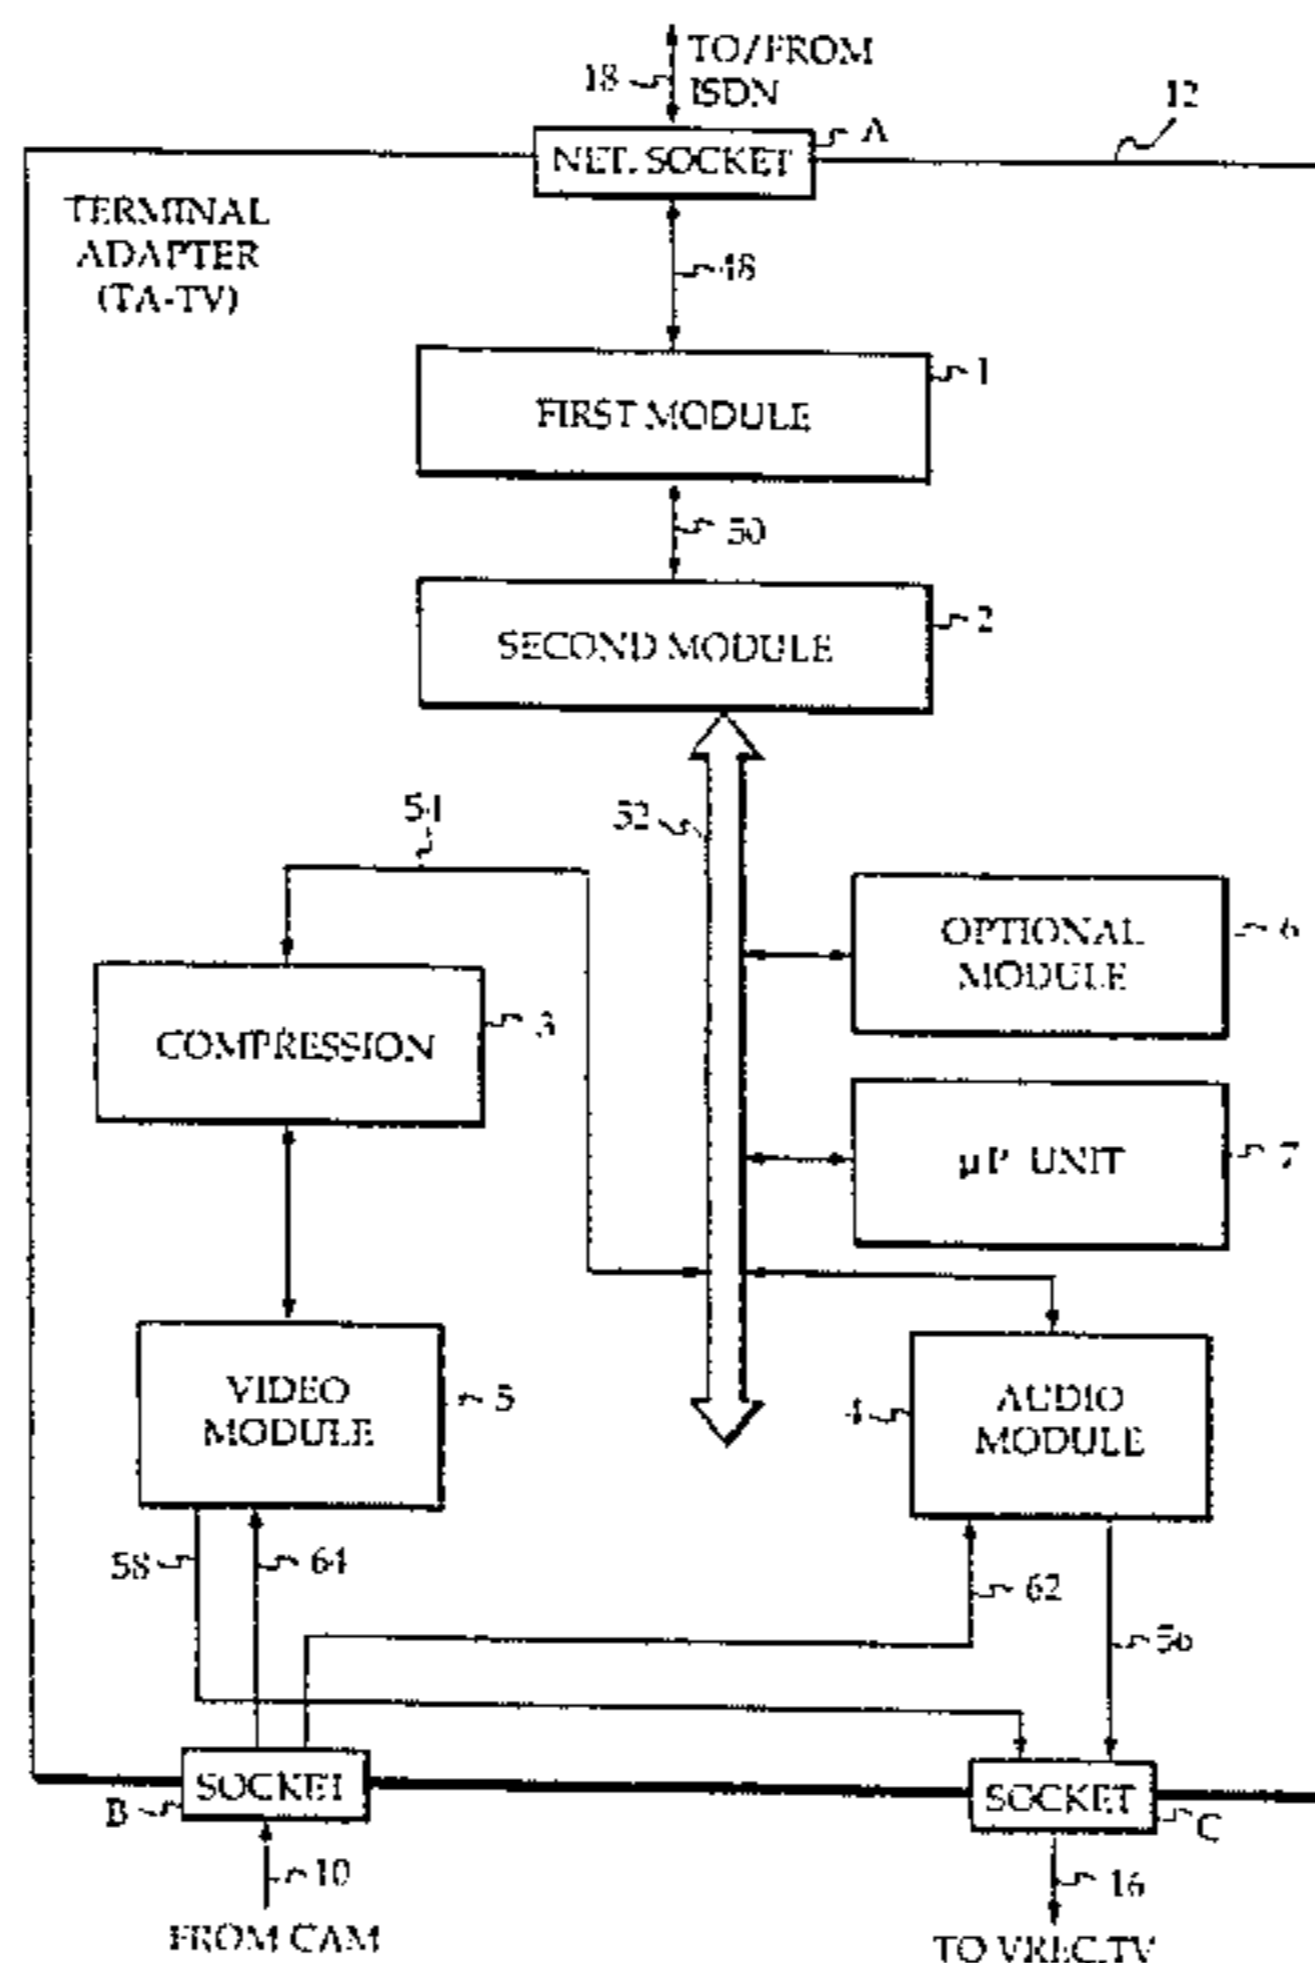 TO/FROM
18 ISDN
12
NET. SOCKET A
TERMINAL
ADAPTER
(TA-TV)
48
1
FIRST MODULE
50
2
SECOND MODULE
54
52
OPTIONAL
MODULE
6
COMPRESSION 3
µP UNIT 7
VIDEO
MODULE
5
4
AUDIO
MODULE
58 64
62
56
SOCKET
B
SOCKET
C
10
FROM CAM
16
TO VREC,TV